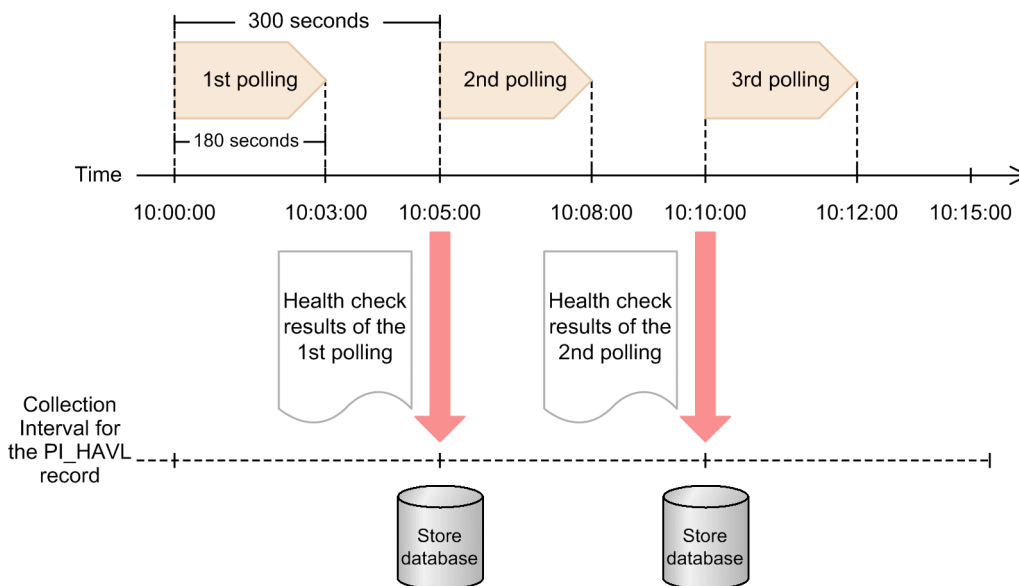 300 seconds
1st polling
2nd polling
3rd polling
180 seconds
Time
10:00:00
10:03:00
10:05:00
10:08:00
10:10:00
10:12:00
10:15:00
Health check
results of the
1st polling
Health check
results of the
2nd polling
Collection
Interval for
the PI_HAVL
record
Store
database
Store
database